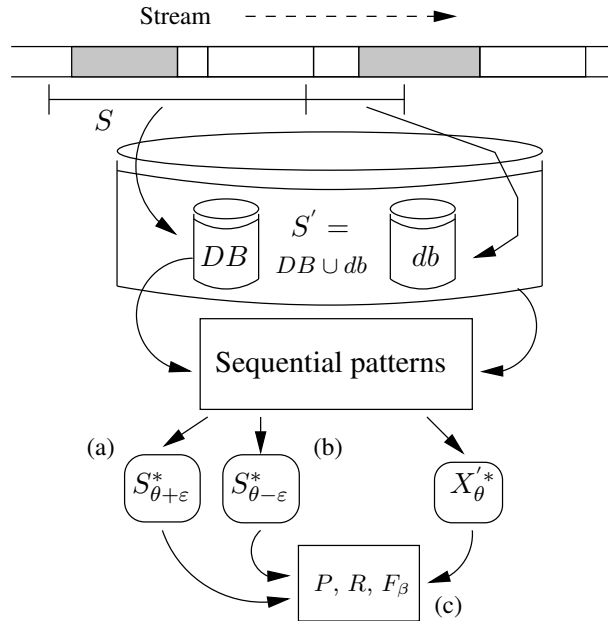 Stream
S
S' =
DB ∪ db
DB
db
Sequential patterns
(a)
(b)
S*θ+ε
S*θ−ε
X'*θ
P, R, Fβ
(c)